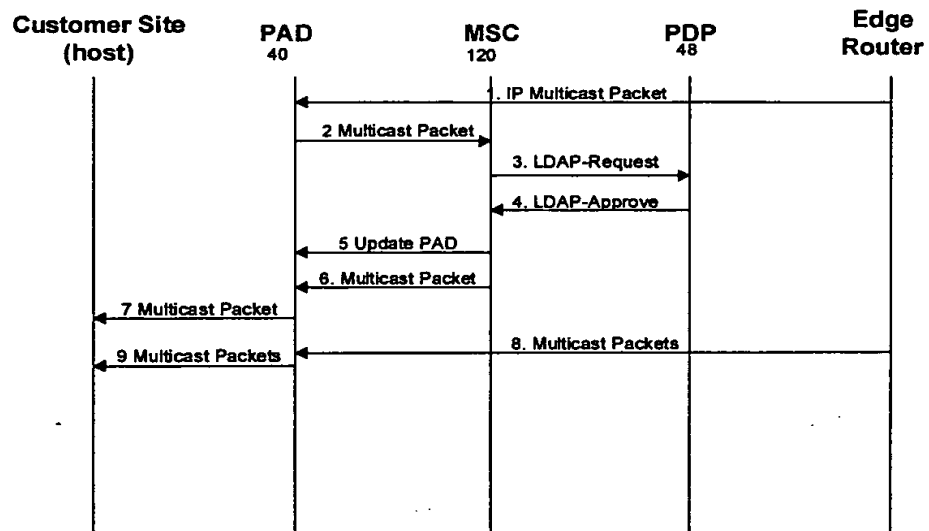 Customer Site
(host)
PAD
40
MSC
120
PDP
48
Edge
Router
1. IP Multicast Packet
2 Multicast Packet
3. LDAP-Request
4. LDAP-Approve
5 Update PAD
6. Multicast Packet
7 Multicast Packet
8. Multicast Packets
9 Multicast Packets